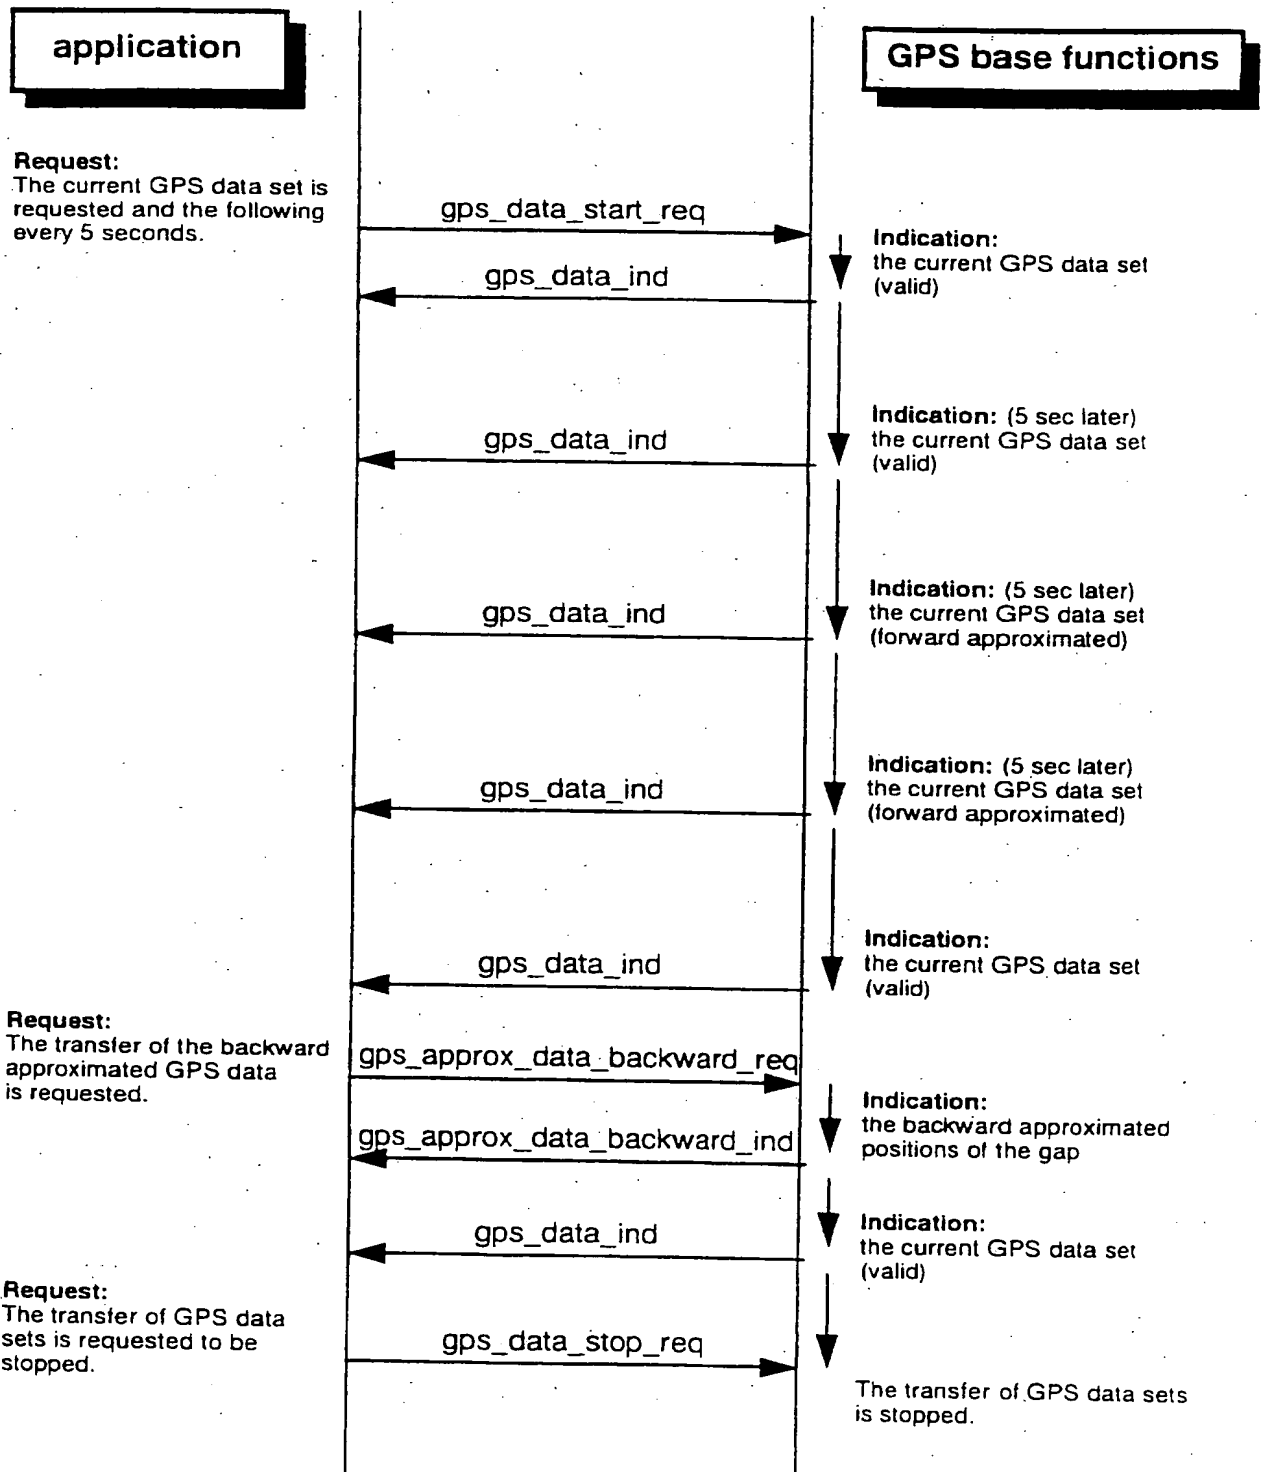 application
GPS base functions
Request:
The current GPS data set is
requested and the following
every 5 seconds.
gps_data_start_req
Indication:
the current GPS data set
(valid)
gps_data_ind
Indication: (5 sec later)
the current GPS data set
(valid)
gps_data_ind
Indication: (5 sec later)
the current GPS data set
(forward approximated)
gps_data_ind
Indication: (5 sec later)
the current GPS data set
(forward approximated)
gps_data_ind
Indication:
the current GPS data set
(valid)
gps_data_ind
Request:
The transfer of the backward
approximated GPS data
is requested.
gps_approx_data_backward_req
Indication:
the backward approximated
positions of the gap
gps_approx_data_backward_ind
Indication:
the current GPS data set
(valid)
gps_data_ind
Request:
The transfer of GPS data
sets is requested to be
stopped.
gps_data_stop_req
The transfer of GPS data sets
is stopped.